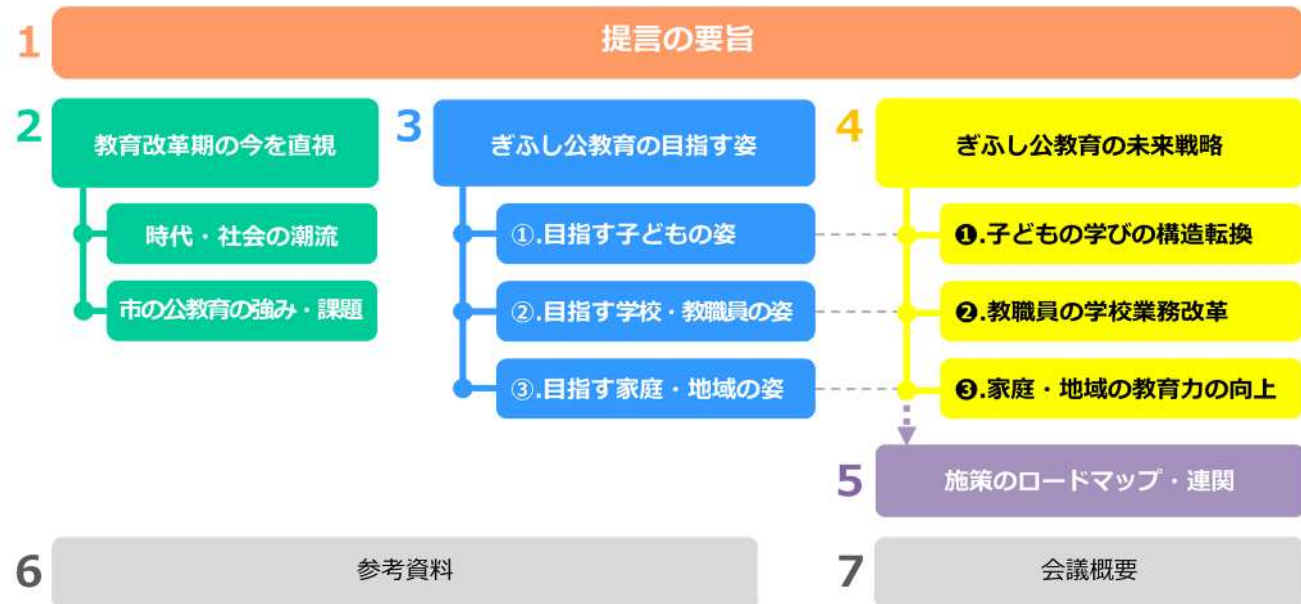 1
提言の要旨
2
教育改革期の今を直視
時代・社会の潮流
市の公教育の強み・課題
3
ぎふし公教育の目指す姿
①.目指す子どもの姿
②.目指す学校・教職員の姿
③.目指す家庭・地域の姿
4
ぎふし公教育の未来戦略
❶.子どもの学びの構造転換
❷.教職員の学校業務改革
❸.家庭・地域の教育力の向上
5
施策のロードマップ・連関
6
参考資料
7
会議概要